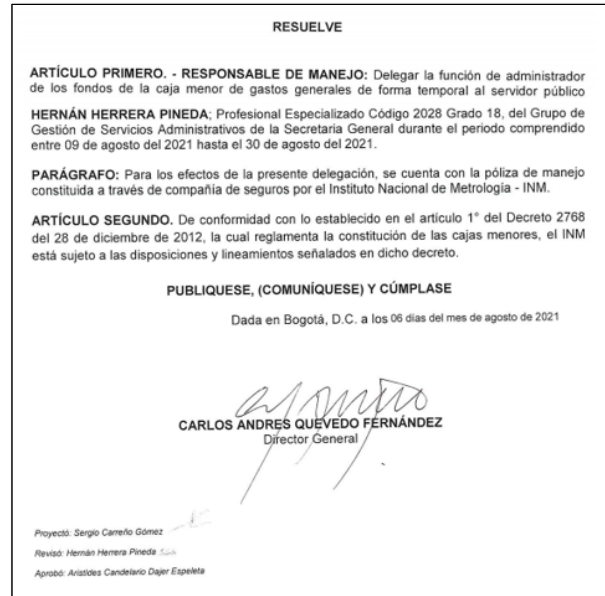 RESUELVE
ARTÍCULO PRIMERO. - RESPONSABLE DE MANEJO: Delegar la función de administrador
de los fondos de la caja menor de gastos generales de forma temporal al servidor público
HERNÁN HERRERA PINEDA; Profesional Especializado Código 2028 Grado 18, del Grupo de
Gestión de Servicios Administrativos de la Secretaria General durante el periodo comprendido
entre 09 de agosto del 2021 hasta el 30 de agosto del 2021.
PARÁGRAFO: Para los efectos de la presente delegación, se cuenta con la póliza de manejo
constituida a través de compañía de seguros por el Instituto Nacional de Metrología - INM.
ARTÍCULO SEGUNDO. De conformidad con lo establecido en el artículo 1° del Decreto 2768
del 28 de diciembre de 2012, la cual reglamenta la constitución de las cajas menores, el INM
está sujeto a las disposiciones y lineamientos señalados en dicho decreto.
PUBLIQUESE, (COMUNÍQUESE) Y CÚMPLASE
Dada en Bogotá, D.C. a los 06 días del mes de agosto de 2021
CARLOS ANDRES QUEVEDO FERNÁNDEZ
Director General
Proyectó: Sergio Carreño Gómez
Revisó: Hernán Herrera Pineda
Aprobó: Aristides Candelario Dajer Espeleta